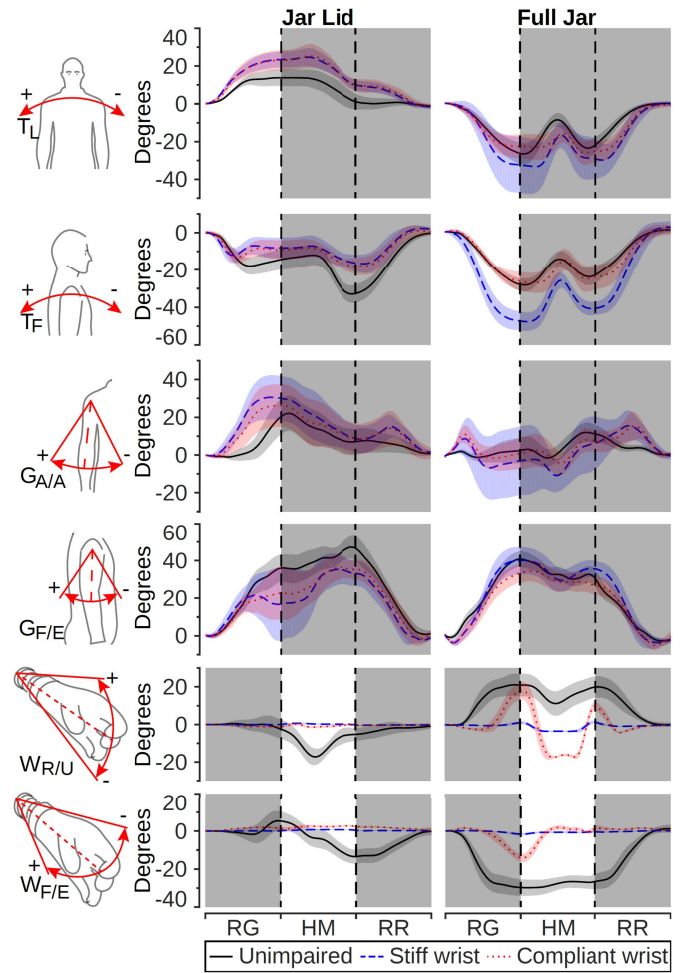 Jar Lid Full Jar
+ -
T_L
Degrees
40
20
0
-20
-40
+ -
T_F
Degrees
0
-20
-40
-60
+ -
G_A/A
Degrees
40
20
0
-20
+ -
G_F/E
Degrees
60
40
20
0
+
-
W_R/U
Degrees
20
0
-20
-
+
W_F/E
Degrees
20
0
-20
-40
RG HM RR RG HM RR
Unimpaired Stiff wrist Compliant wrist